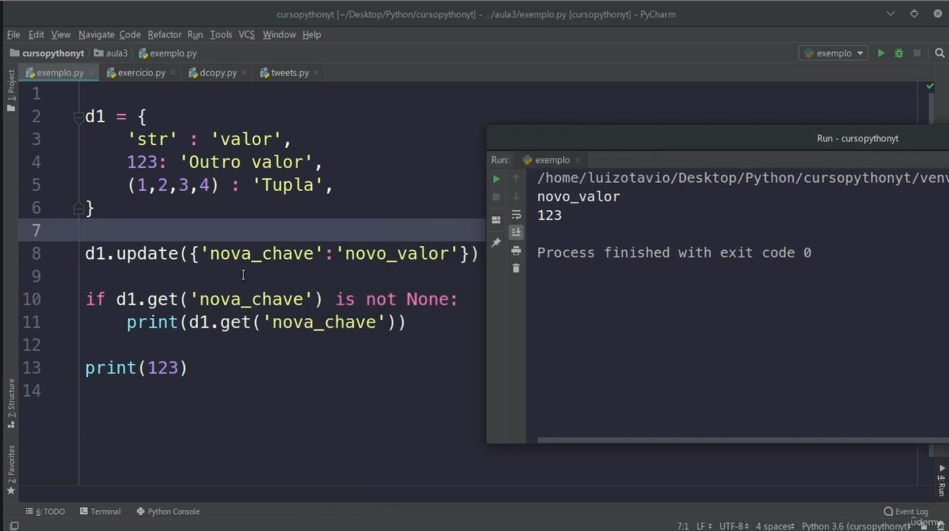 cursopythonyt [~/Desktop/Python/cursopythonyt] - .../aula3/exemplo.py [cursopythonyt] - PyCharm
File Edit View Navigate Code Refactor Run Tools VCS Window Help
cursopythonyt aula3 exemplo.py
exemplo
exemplo.py × exercicio.py × dcopy.py × tweets.py ×
1: Project
1
2 d1 = {
3 'str' : 'valor',
4 123: 'Outro valor',
5 (1,2,3,4) : 'Tupla',
6 }
7
8 d1.update({'nova_chave':'novo_valor'})
9
10 if d1.get('nova_chave') is not None:
11 print(d1.get('nova_chave'))
12
13 print(123)
14
Run - cursopythonyt
Run: exemplo ×
/home/luizotavio/Desktop/Python/cursopythonyt/venv
novo_valor
123
Process finished with exit code 0
7: Structure
2: Favorites
4: Run
6: TODO Terminal Python Console Event Log
7:1 LF UTF-8 4 spaces Python 3.6 (cursopythonyt)